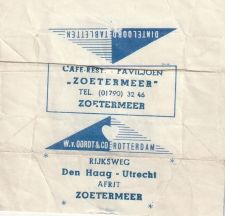 DINTELOORD TABLETTEN
CAFE-REST. - PAVILJOEN
„ZOETERMEER"
TEL. (01790) 32 46
ZOETERMEER
W. v. OORDT & CO ROTTERDAM
RIJKSWEG
Den Haag - Utrecht
AFRIT
ZOETERMEER